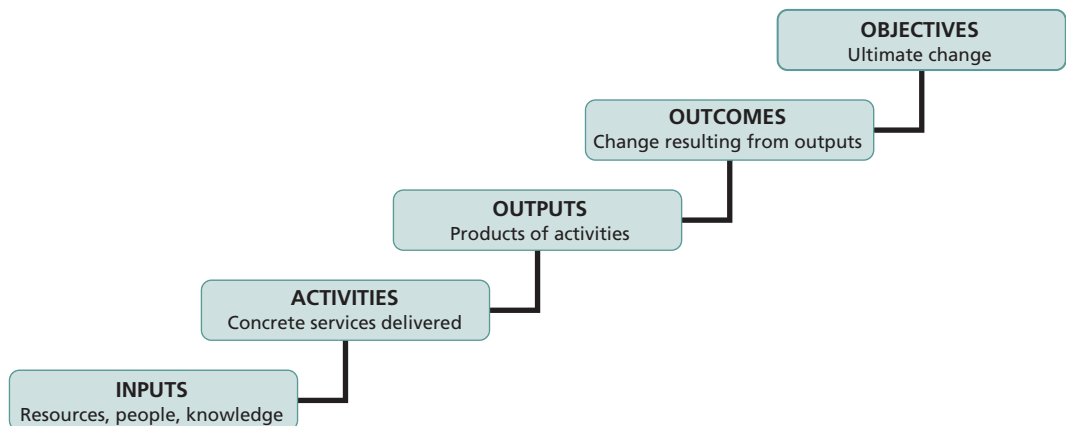 OBJECTIVES
Ultimate change
OUTCOMES
Change resulting from outputs
OUTPUTS
Products of activities
ACTIVITIES
Concrete services delivered
INPUTS
Resources, people, knowledge